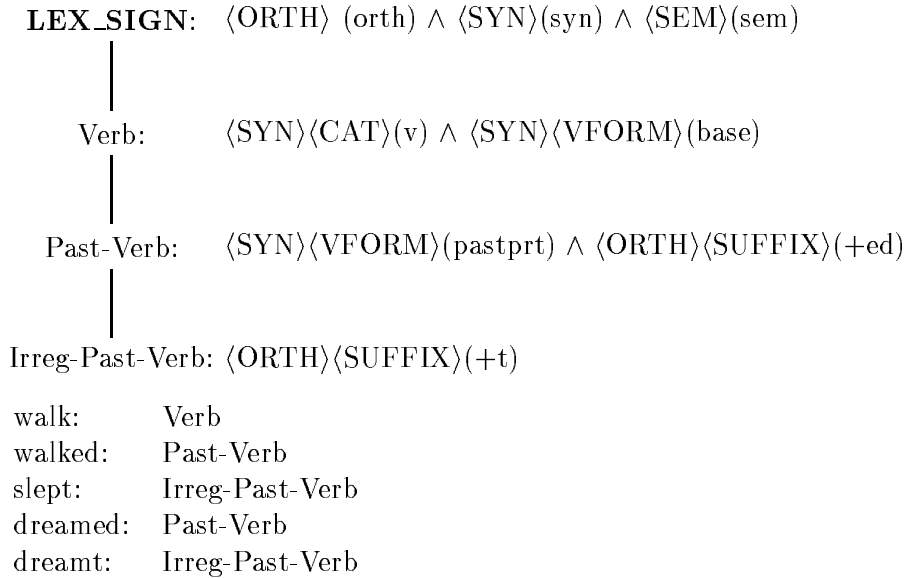 LEX_SIGN: ⟨ORTH⟩ (orth) ∧ ⟨SYN⟩(syn) ∧ ⟨SEM⟩(sem)
Verb: ⟨SYN⟩⟨CAT⟩(v) ∧ ⟨SYN⟩⟨VFORM⟩(base)
Past-Verb: ⟨SYN⟩⟨VFORM⟩(pastprt) ∧ ⟨ORTH⟩⟨SUFFIX⟩(+ed)
Irreg-Past-Verb: ⟨ORTH⟩⟨SUFFIX⟩(+t)
walk: Verb
walked: Past-Verb
slept: Irreg-Past-Verb
dreamed: Past-Verb
dreamt: Irreg-Past-Verb